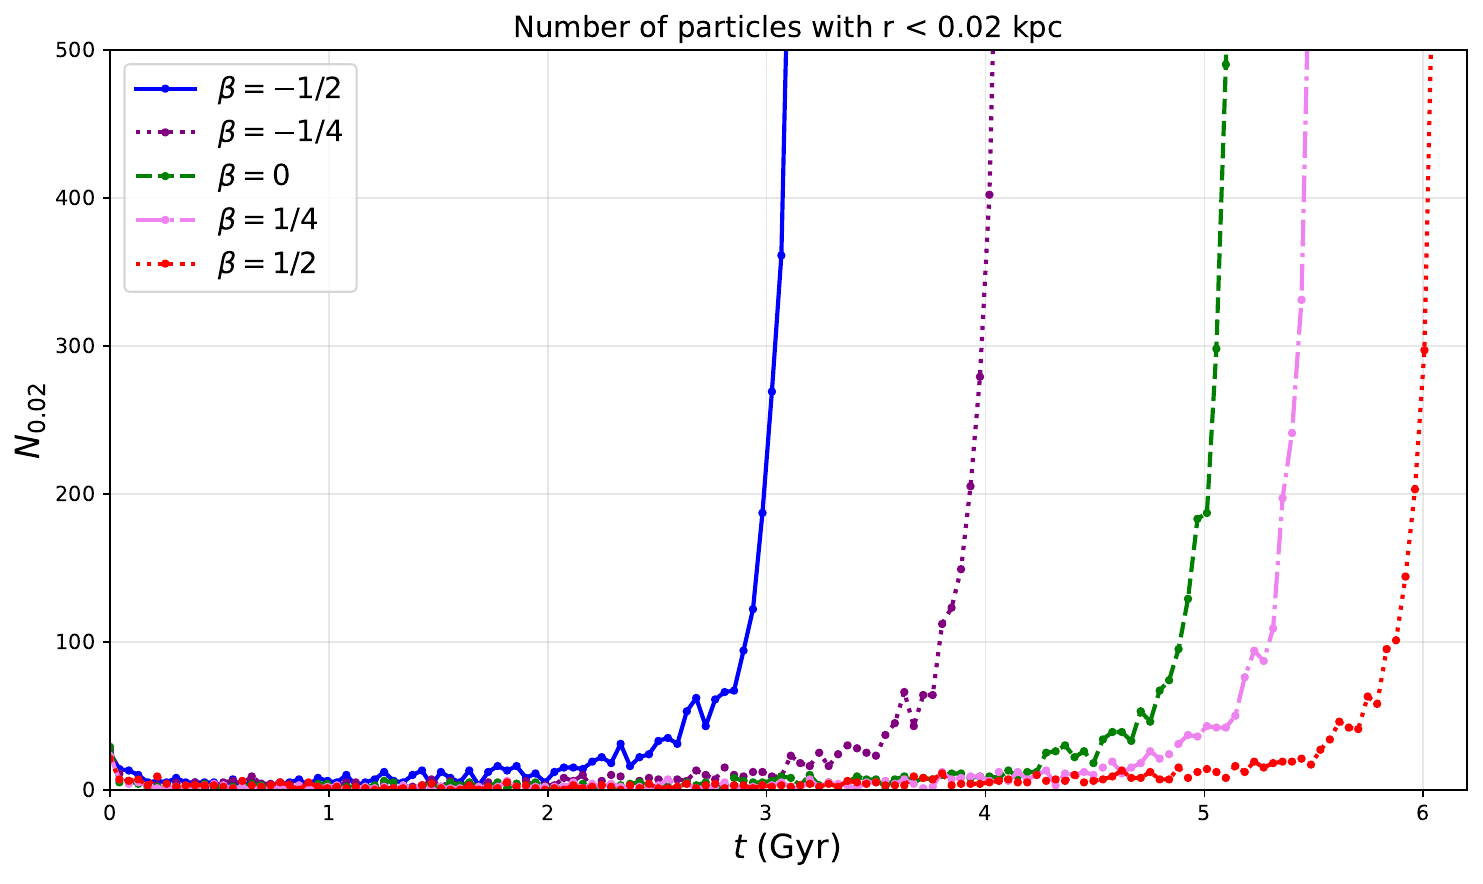 Number of particles with r < 0.02 kpc
500
400
300
200
100
0
N0.02
β = −1/2
β = −1/4
β = 0
β = 1/4
β = 1/2
0 1 2 3 4 5 6
t (Gyr)